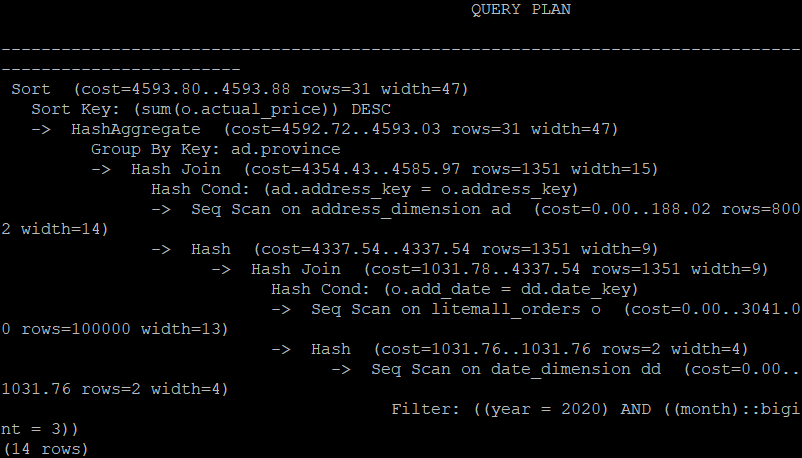 QUERY PLAN
--------------------------------------------------------------------------------
------------------------
Sort  (cost=4593.80..4593.88 rows=31 width=47)
Sort Key: (sum(o.actual_price)) DESC
->  HashAggregate  (cost=4592.72..4593.03 rows=31 width=47)
Group By Key: ad.province
->  Hash Join  (cost=4354.43..4585.97 rows=1351 width=15)
Hash Cond: (ad.address_key = o.address_key)
->  Seq Scan on address_dimension ad  (cost=0.00..188.02 rows=800
2 width=14)
->  Hash  (cost=4337.54..4337.54 rows=1351 width=9)
->  Hash Join  (cost=1031.78..4337.54 rows=1351 width=9)
Hash Cond: (o.add_date = dd.date_key)
->  Seq Scan on litemall_orders o  (cost=0.00..3041.0
0 rows=100000 width=13)
->  Hash  (cost=1031.76..1031.76 rows=2 width=4)
->  Seq Scan on date_dimension dd  (cost=0.00..
1031.76 rows=2 width=4)
Filter: ((year = 2020) AND ((month)::bigi
nt = 3))
(14 rows)